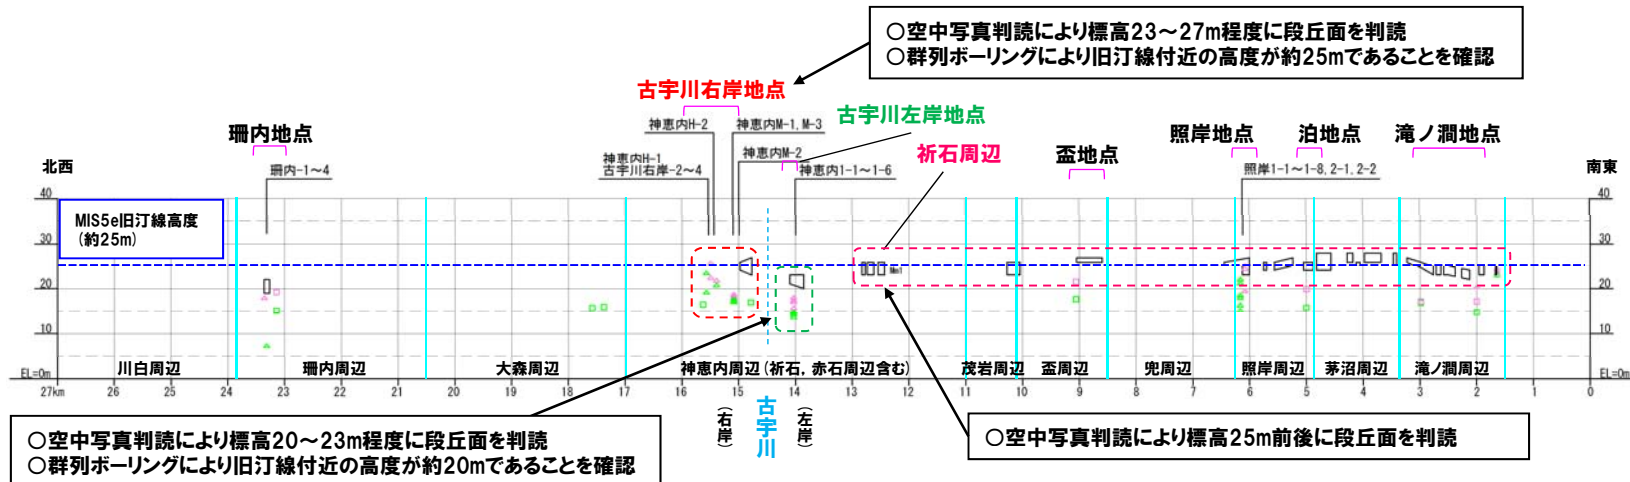 ○空中写真判読により標高23～27m程度に段丘面を判読
○群列ボーリングにより旧汀線付近の高度が約25mであることを確認
古宇川右岸地点
古宇川左岸地点
珊内地点
神恵内H-2
神恵内M-1, M-3
照岸地点
泊地点
滝ノ澗地点
祈石周辺
盃地点
神恵内M-2
北西
神恵内H-1
古宇川右岸-2～4
珊内-1～4
神恵内1-1～1-6
照岸1-1～1-8, 2-1, 2-2
南東
40
40
MIS5e旧汀線高度
(約25m)
30
30
Mm1
20
20
10
10
川白周辺
珊内周辺
大森周辺
神恵内周辺(祈石, 赤石周辺含む)
茂岩周辺
盃周辺
兜周辺
照岸周辺
茅沼周辺
滝ノ澗周辺
EL=0m
EL=0m
27km
24
23
22
21
20
19
18
17
16
15
14
13
12
11
10
9
8
7
6
5
4
3
2
1
0
(右岸)
古宇川
(左岸)
○空中写真判読により標高20～23m程度に段丘面を判読
○群列ボーリングにより旧汀線付近の高度が約20mであることを確認
○空中写真判読により標高25m前後に段丘面を判読